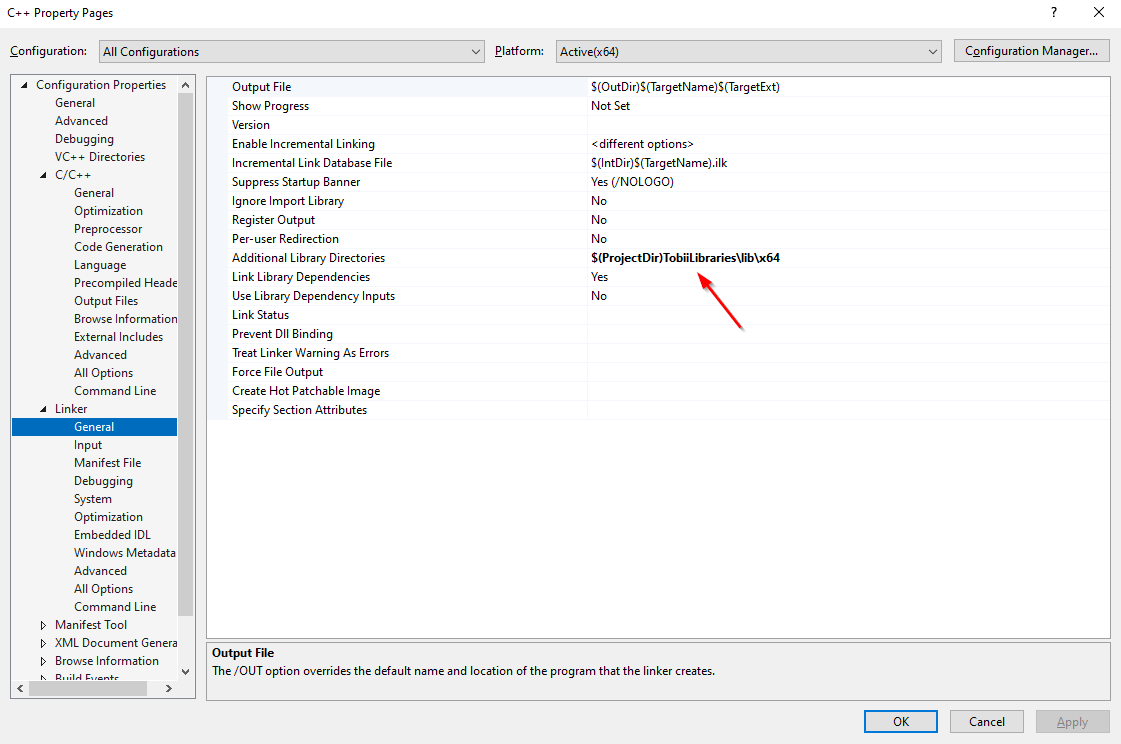 C++ Property Pages
?
Configuration: All Configurations Platform: Active(x64) Configuration Manager...
Configuration Properties
General
Advanced
Debugging
VC++ Directories
C/C++
General
Optimization
Preprocessor
Code Generation
Language
Precompiled Heade
Output Files
Browse Information
External Includes
Advanced
All Options
Command Line
Linker
General
Input
Manifest File
Debugging
System
Optimization
Embedded IDL
Windows Metadata
Advanced
All Options
Command Line
Manifest Tool
XML Document Genera
Browse Information
Build Events
Output File $(OutDir)$(TargetName)$(TargetExt)
Show Progress Not Set
Version
Enable Incremental Linking <different options>
Incremental Link Database File $(IntDir)$(TargetName).ilk
Suppress Startup Banner Yes (/NOLOGO)
Ignore Import Library No
Register Output No
Per-user Redirection No
Additional Library Directories $(ProjectDir)TobiiLibraries\lib\x64
Link Library Dependencies Yes
Use Library Dependency Inputs No
Link Status
Prevent Dll Binding
Treat Linker Warning As Errors
Force File Output
Create Hot Patchable Image
Specify Section Attributes
Output File
The /OUT option overrides the default name and location of the program that the linker creates.
OK Cancel Apply